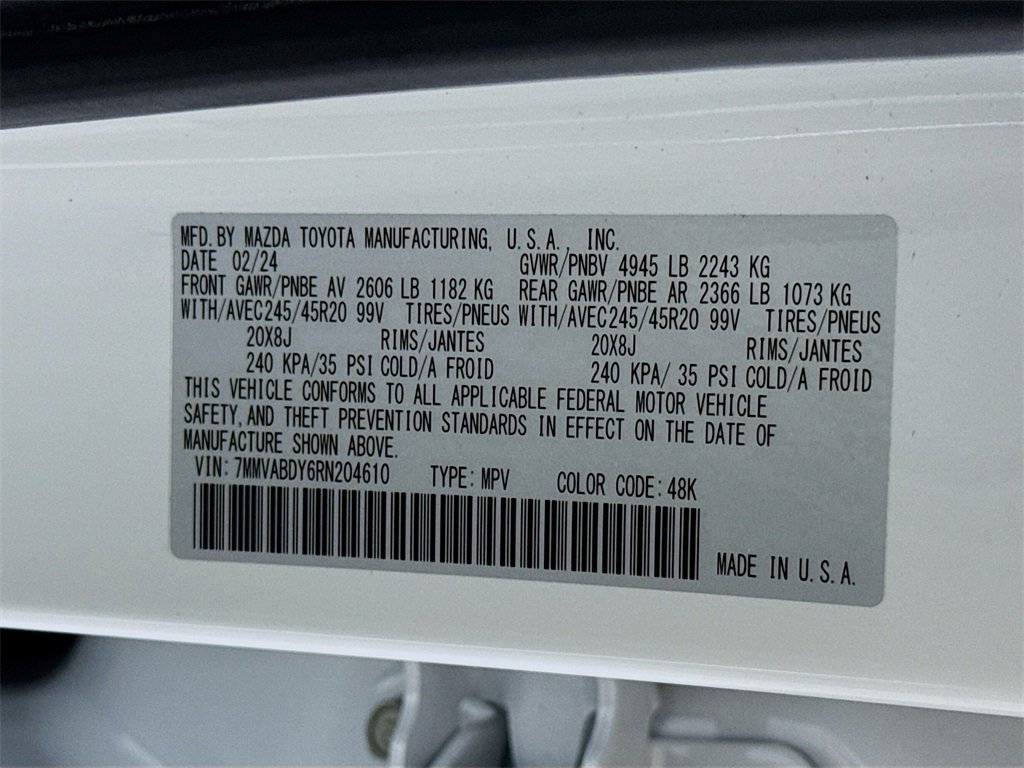 MFD. BY MAZDA TOYOTA MANUFACTURING, U.S.A., INC.
DATE 02/24 GVWR/PNBV 4945 LB 2243 KG
FRONT GAWR/PNBE AV 2606 LB 1182 KG REAR GAWR/PNBE AR 2366 LB 1073 KG
WITH/AVEC245/45R20 99V TIRES/PNEUS WITH/AVEC245/45R20 99V TIRES/PNEUS
20X8J RIMS/JANTES 20X8J RIMS/JANTES
240 KPA/35 PSI COLD/A FROID 240 KPA/ 35 PSI COLD/A FROID
THIS VEHICLE CONFORMS TO ALL APPLICABLE FEDERAL MOTOR VEHICLE
SAFETY, AND THEFT PREVENTION STANDARDS IN EFFECT ON THE DATE OF
MANUFACTURE SHOWN ABOVE.
VIN: 7MMVABDY6RN204610 TYPE: MPV COLOR CODE: 48K
MADE IN U.S.A.